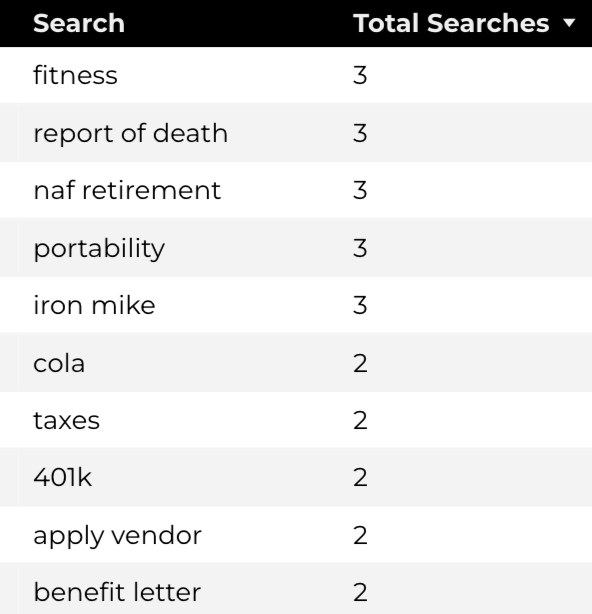 Search Total Searches ▼
fitness 3
report of death 3
naf retirement 3
portability 3
iron mike 3
cola 2
taxes 2
401k 2
apply vendor 2
benefit letter 2